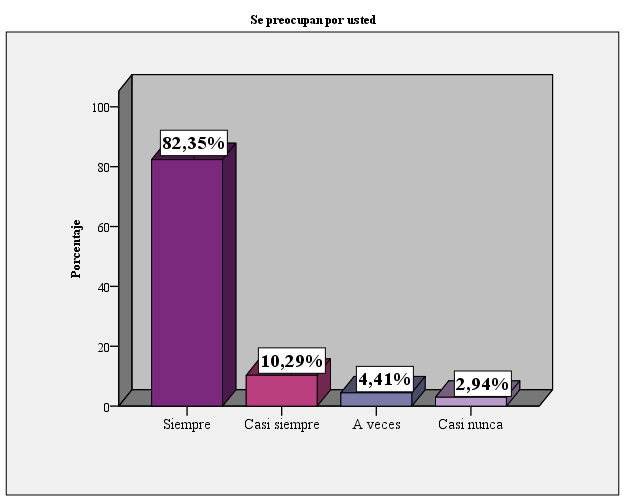 Se preocupan por usted
Porcentaje
100
80
60
40
20
0
82,35%
10,29%
4,41%
2,94%
Siempre
Casi siempre
A veces
Casi nunca